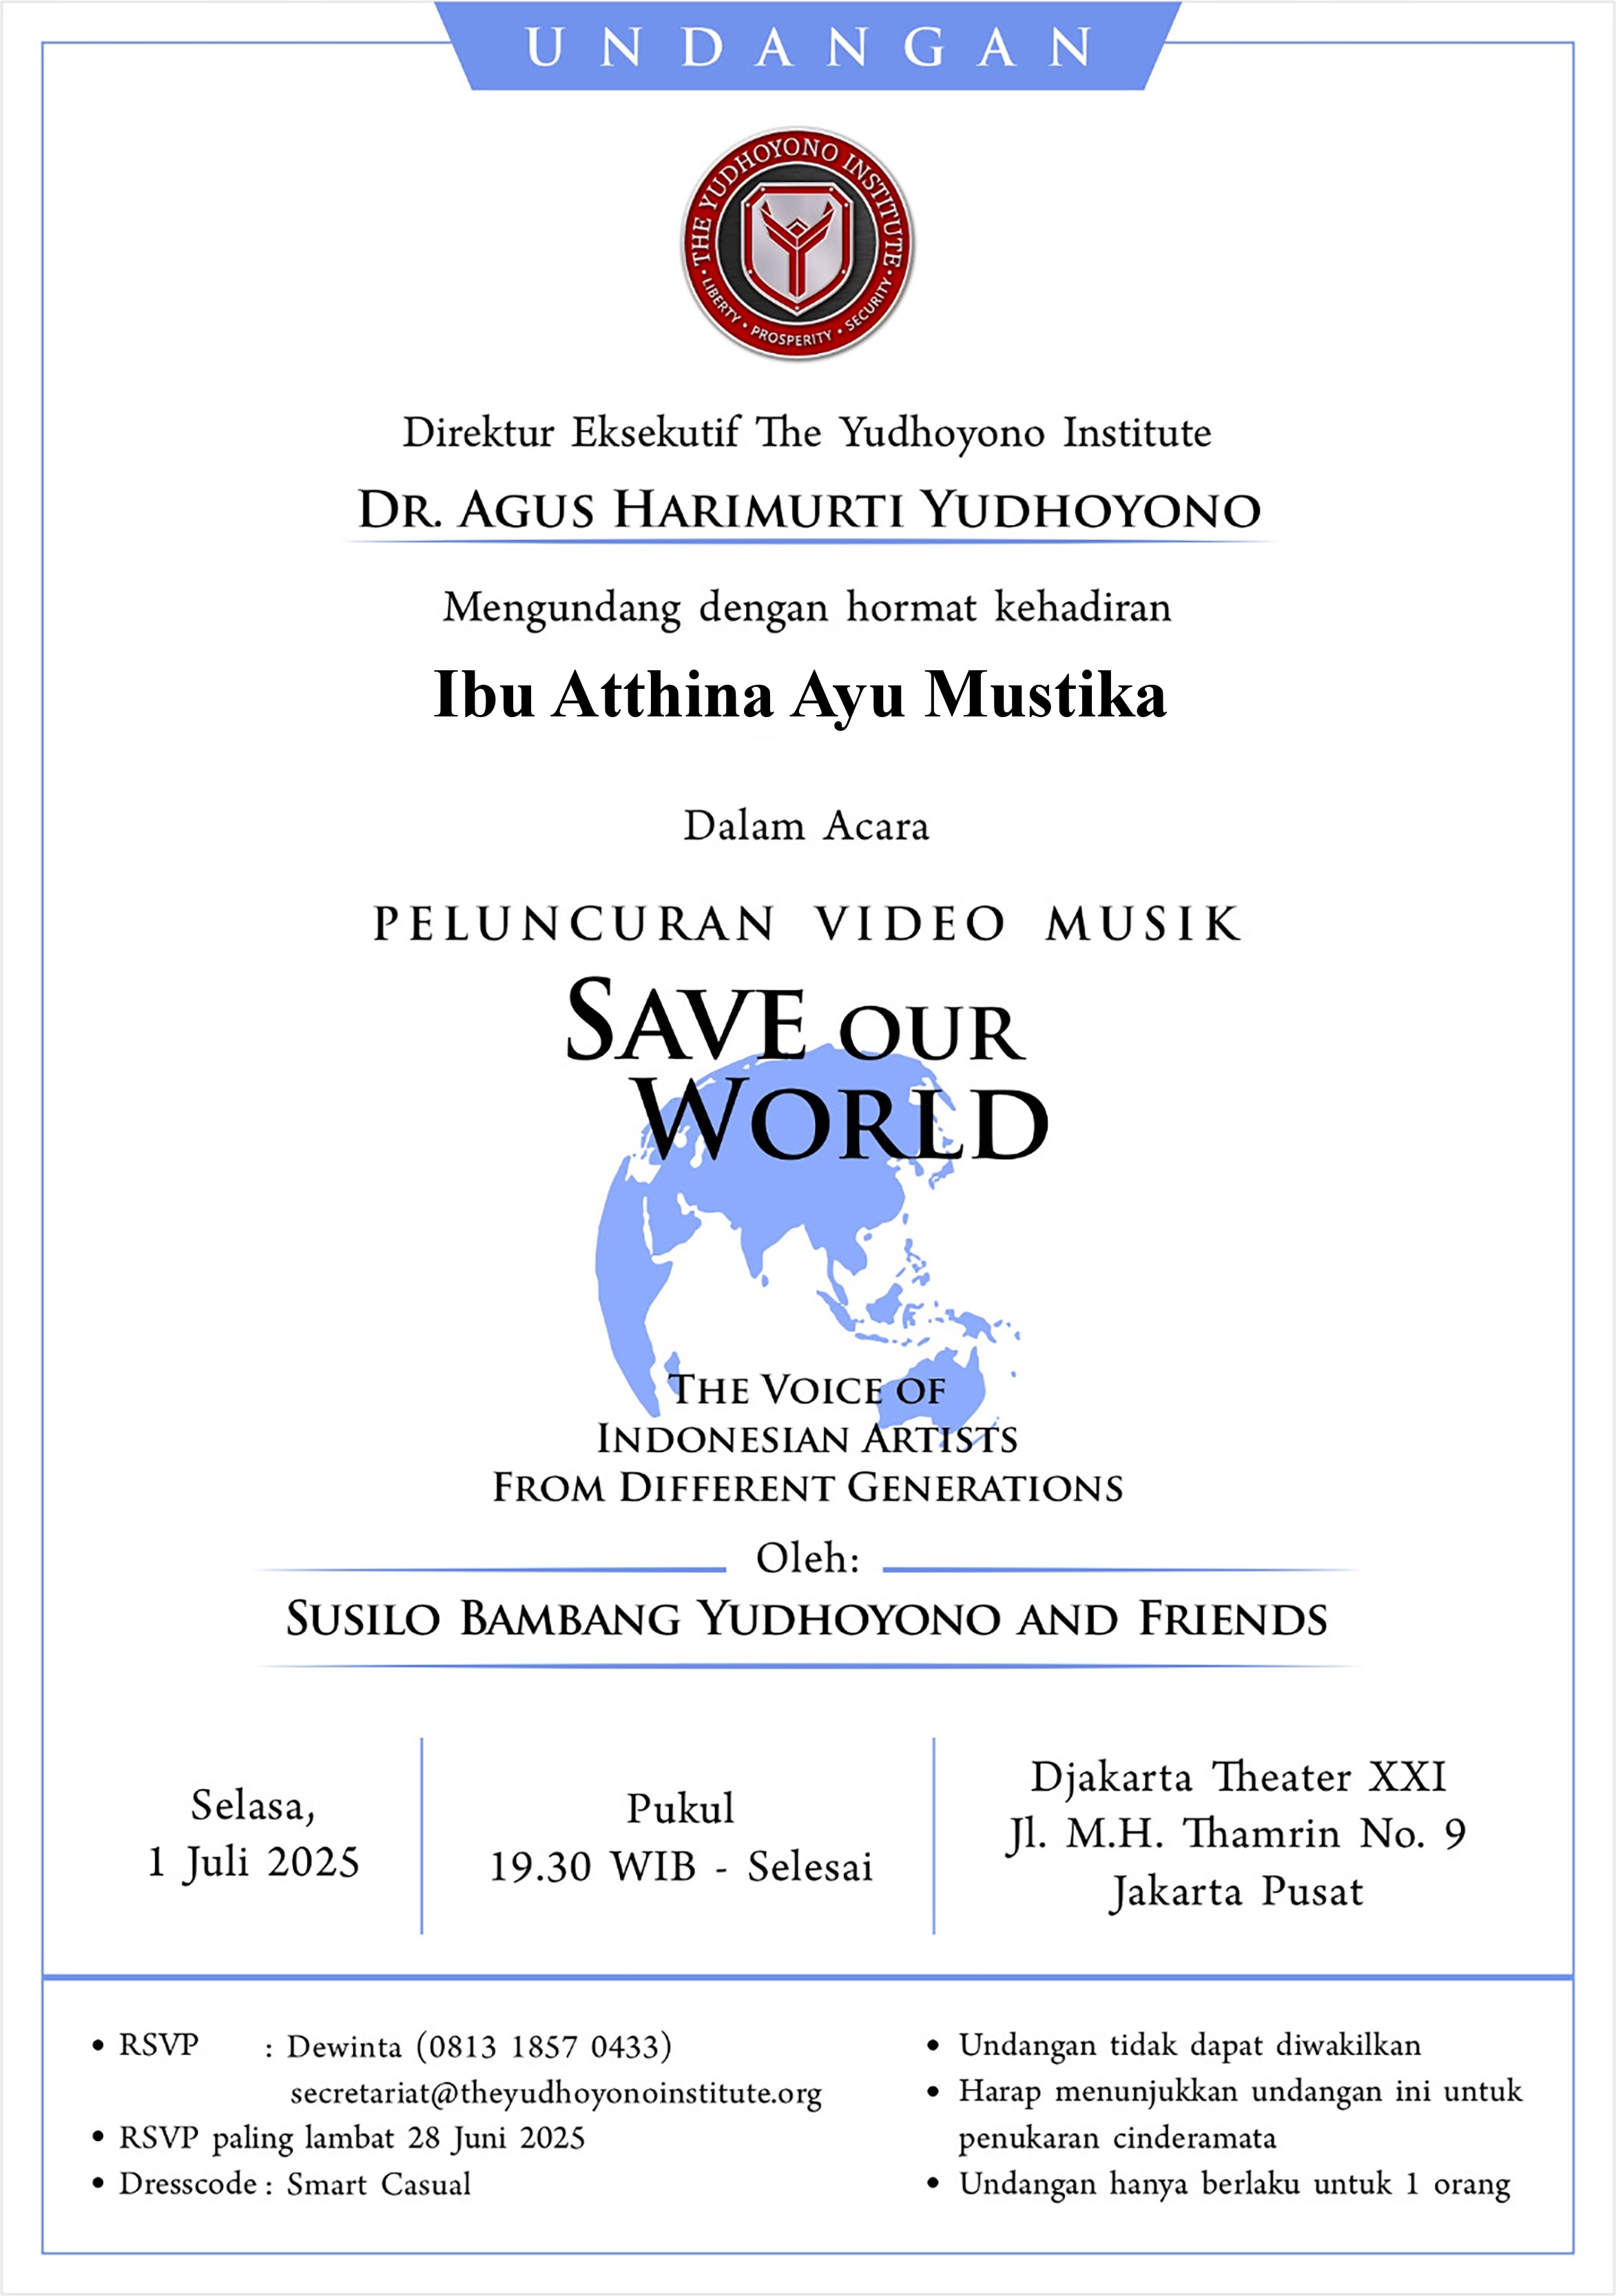 UNDANGAN
THE YUDHOYONO INSTITUTE
LIBERTY • PROSPERITY • SECURITY
Direktur Eksekutif The Yudhoyono Institute
DR. AGUS HARIMURTI YUDHOYONO
Mengundang dengan hormat kehadiran
Ibu Atthina Ayu Mustika
Dalam Acara
PELUNCURAN VIDEO MUSIK
SAVE OUR
WORLD
THE VOICE OF
INDONESIAN ARTISTS
FROM DIFFERENT GENERATIONS
Oleh:
SUSILO BAMBANG YUDHOYONO AND FRIENDS
Selasa,
1 Juli 2025
Pukul
19.30 WIB - Selesai
Djakarta Theater XXI
Jl. M.H. Thamrin No. 9
Jakarta Pusat
• RSVP : Dewinta (0813 1857 0433)
secretariat@theyudhoyonoinstitute.org
• RSVP paling lambat 28 Juni 2025
• Dresscode : Smart Casual
• Undangan tidak dapat diwakilkan
• Harap menunjukkan undangan ini untuk
penukaran cinderamata
• Undangan hanya berlaku untuk 1 orang